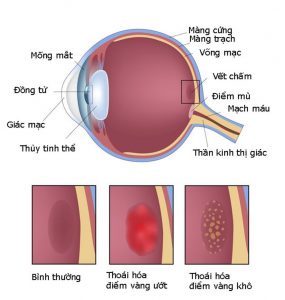 Màng cứng
Màng trạch
Võng mạc
Mống mắt
Vết chấm
Đồng tử
Điểm mù
Mạch máu
Giác mạc
Thủy tinh thể
Thần kinh thị giác
Bình thường
Thoái hóa
điểm vàng ướt
Thoái hóa
điểm vàng khô